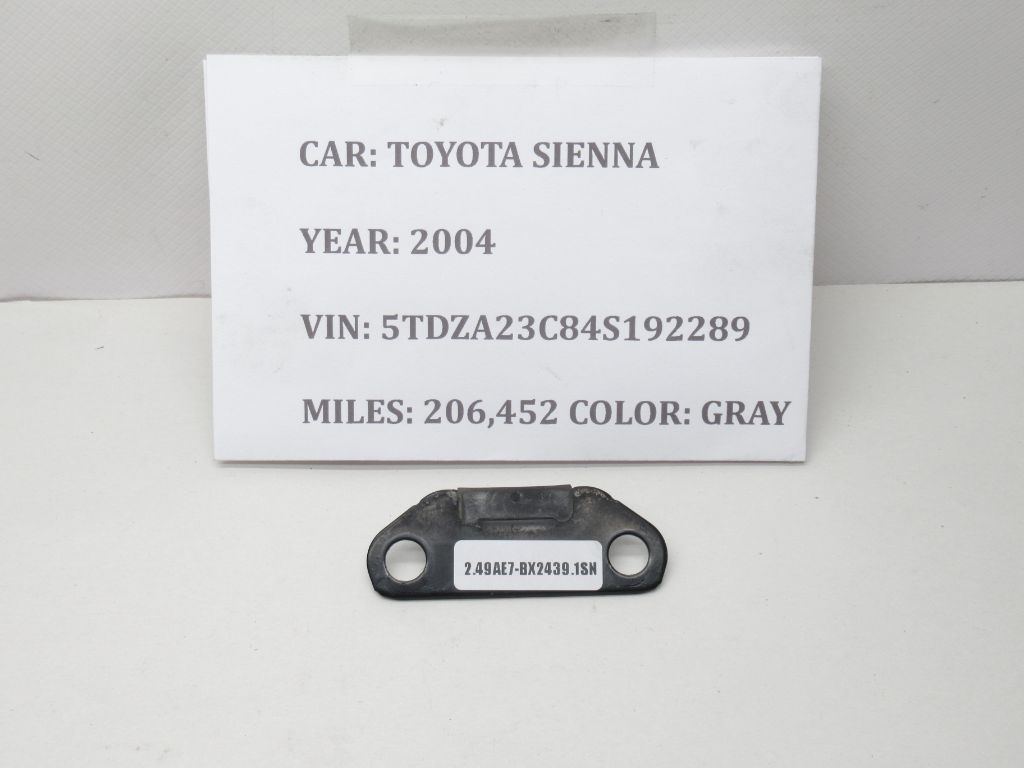 CAR: TOYOTA SIENNA
YEAR: 2004
VIN: 5TDZA23C84S192289
MILES: 206,452 COLOR: GRAY
2.49AE7-BX2439.1SN